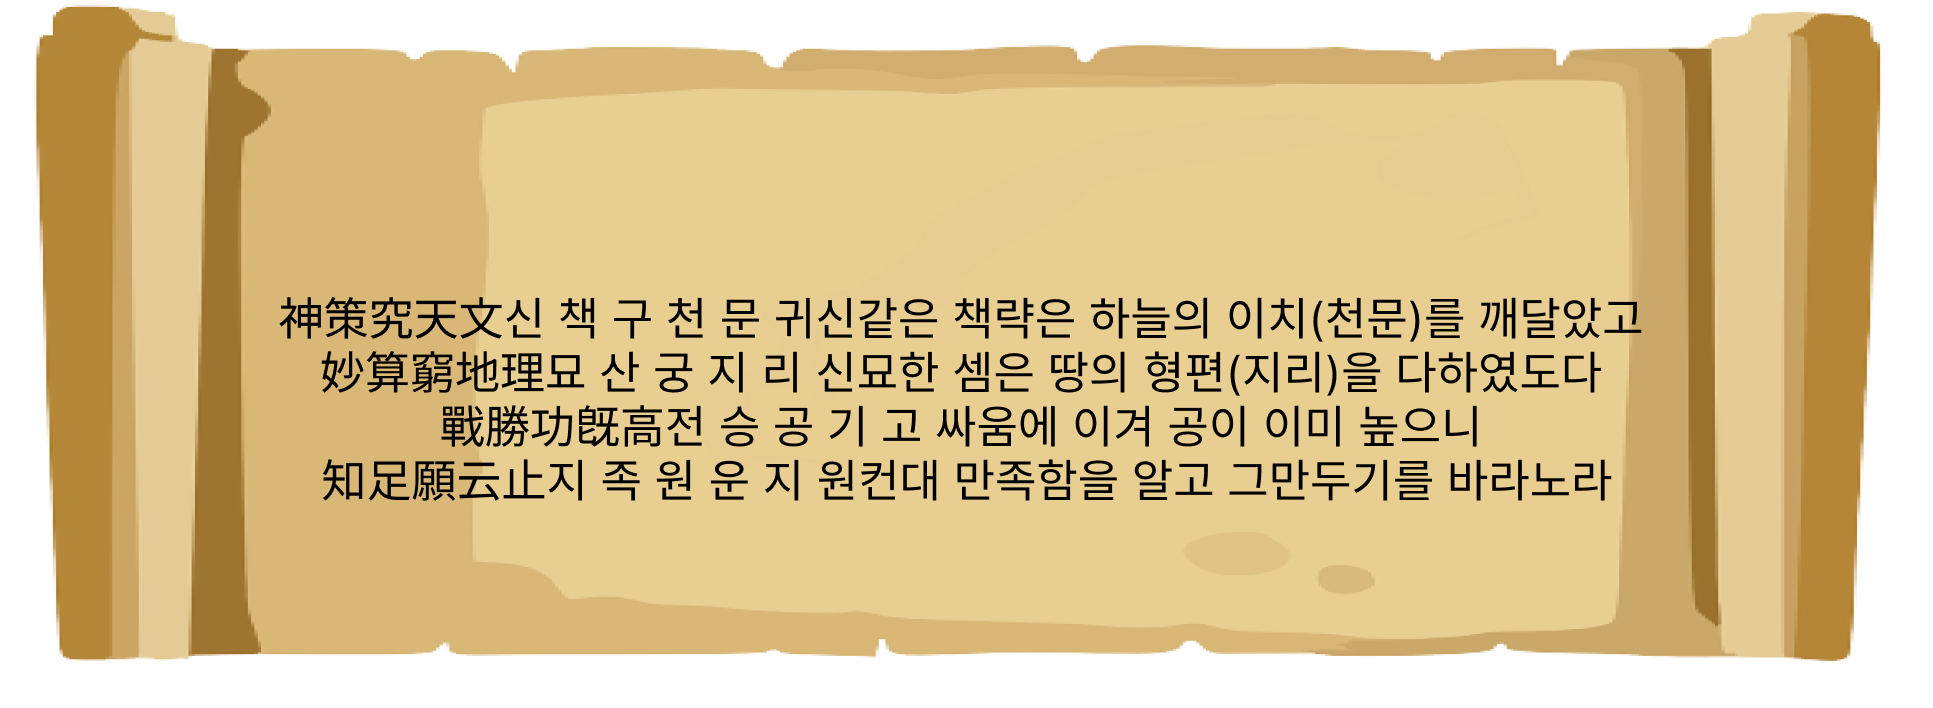 神策究天文신 책 구 천 문 귀신같은 책략은 하늘의 이치(천문)를 깨달았고
妙算窮地理묘 산 궁 지 리 신묘한 셈은 땅의 형편(지리)을 다하였도다
戰勝功旣高전 승 공 기 고 싸움에 이겨 공이 이미 높으니
知足願云止지 족 원 운 지 원컨대 만족함을 알고 그만두기를 바라노라